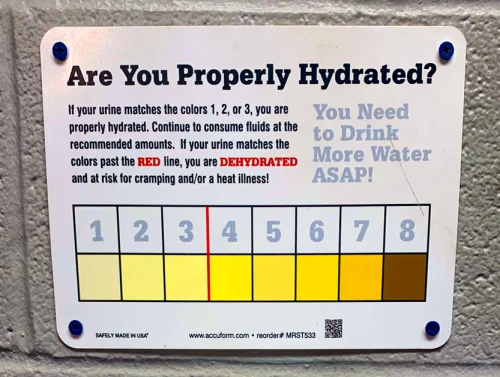 Are You Properly Hydrated?
If your urine matches the colors 1, 2, or 3, you are
properly hydrated. Continue to consume fluids at the
recommended amounts. If your urine matches the
colors past the RED line, you are DEHYDRATED
and at risk for cramping and/or a heat illness!
You Need
to Drink
More Water
ASAP!
1 2 3 4 5 6 7 8
SAFELY MADE IN USA*
www.accuform.com • reorder# MRST533